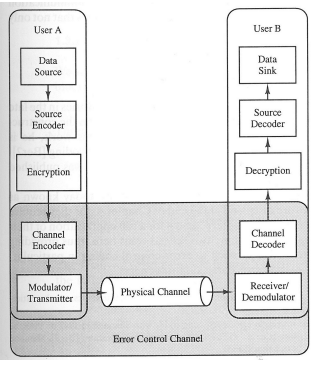 User A
Data
Source
Source
Encoder
Encryption
Channel
Encoder
Modulator/
Transmitter
Physical Channel
User B
Data
Sink
Source
Decoder
Decryption
Channel
Decoder
Receiver/
Demodulator
Error Control Channel